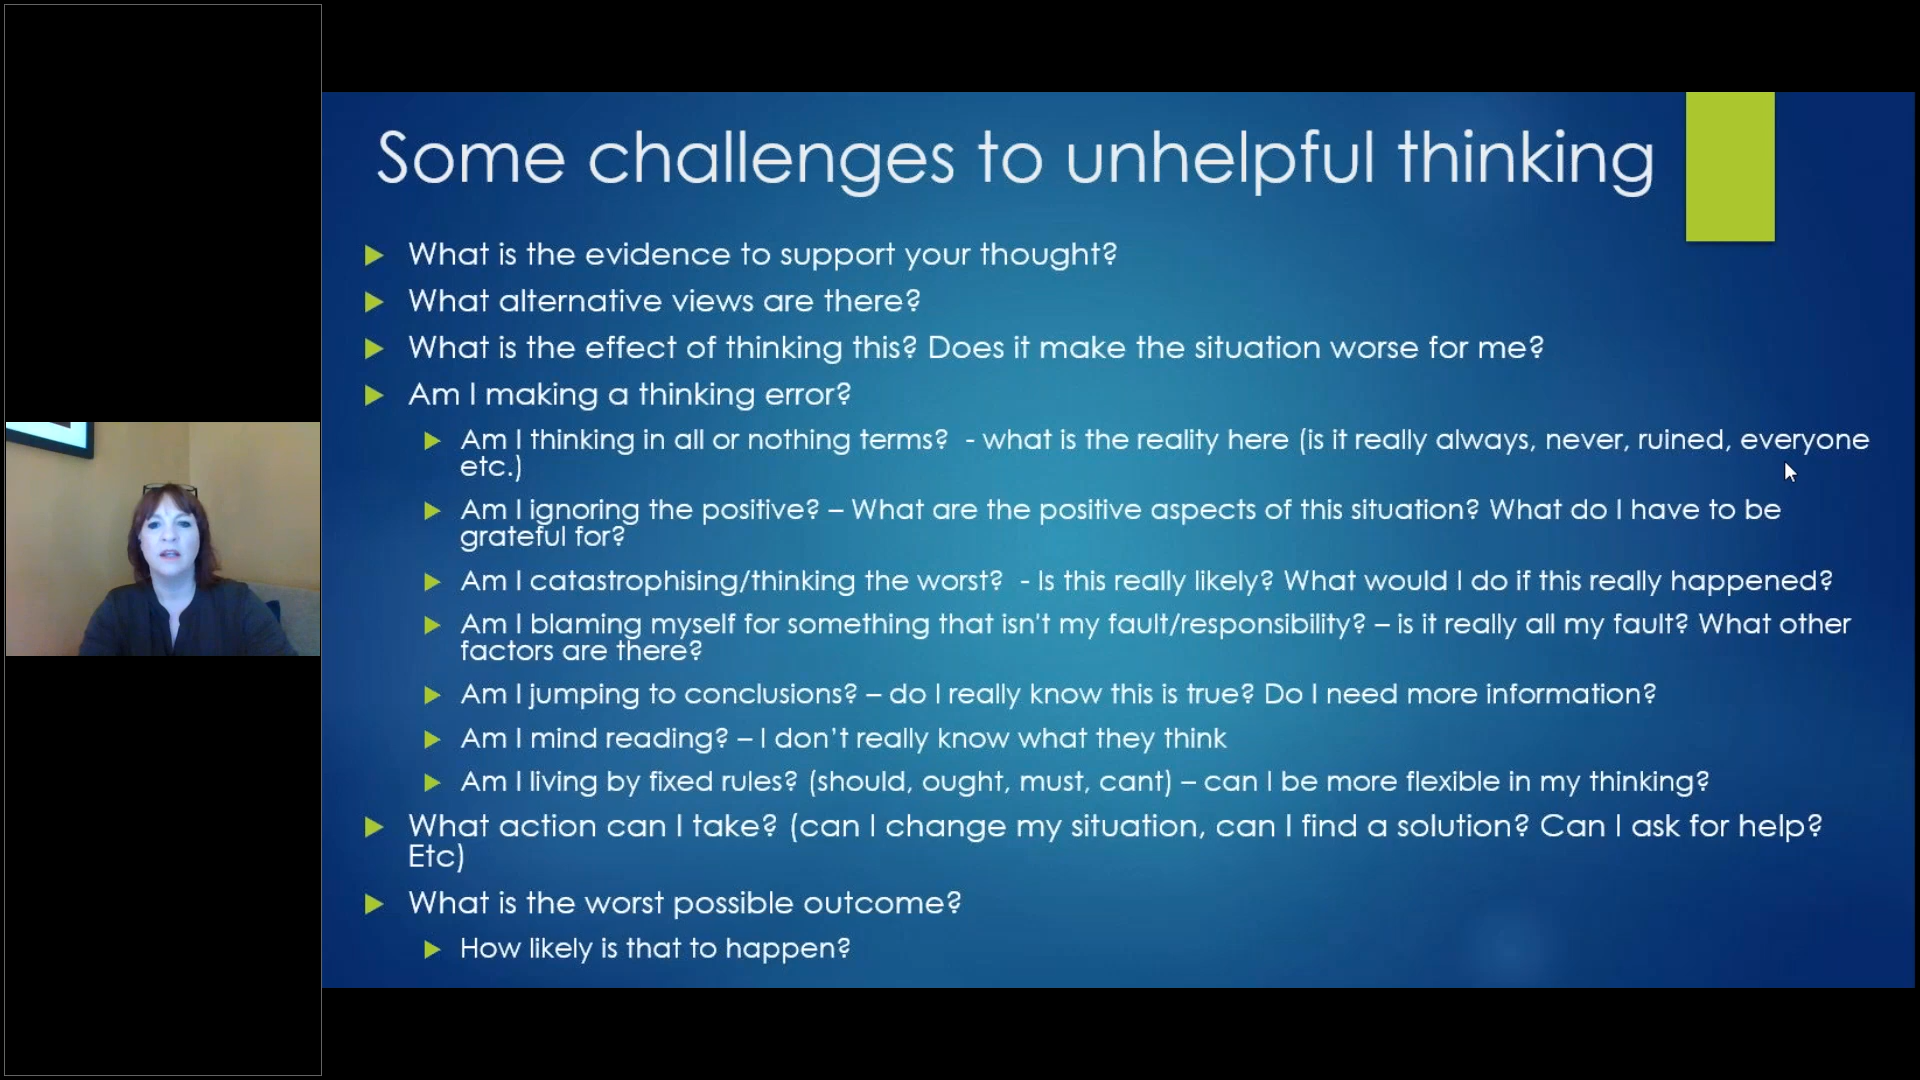 Some challenges to unhelpful thinking
What is the evidence to support your thought?
What alternative views are there?
What is the effect of thinking this? Does it make the situation worse for me?
Am I making a thinking error?
Am I thinking in all or nothing terms?  - what is the reality here (is it really always, never, ruined, everyone
etc.)
Am I ignoring the positive? – What are the positive aspects of this situation? What do I have to be
grateful for?
Am I catastrophising/thinking the worst?  - Is this really likely? What would I do if this really happened?
Am I blaming myself for something that isn't my fault/responsibility? – is it really all my fault? What other
factors are there?
Am I jumping to conclusions? – do I really know this is true? Do I need more information?
Am I mind reading? – I don’t really know what they think
Am I living by fixed rules? (should, ought, must, cant) – can I be more flexible in my thinking?
What action can I take? (can I change my situation, can I find a solution? Can I ask for help?
Etc)
What is the worst possible outcome?
How likely is that to happen?